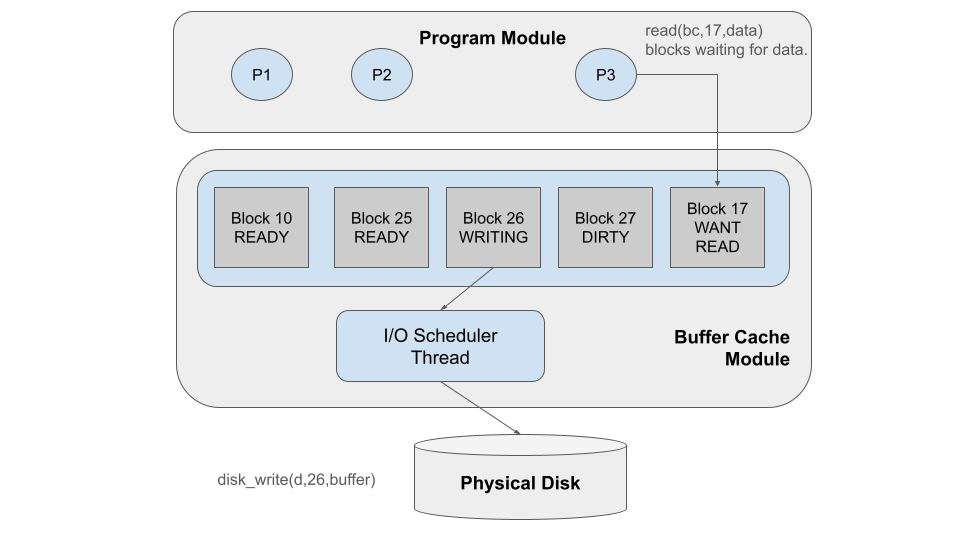 Program Module
read(bc,17,data)
blocks waiting for data.
P1
P2
P3
Block 10
READY
Block 25
READY
Block 26
WRITING
Block 27
DIRTY
Block 17
WANT
READ
I/O Scheduler
Thread
Buffer Cache
Module
disk_write(d,26,buffer)
Physical Disk